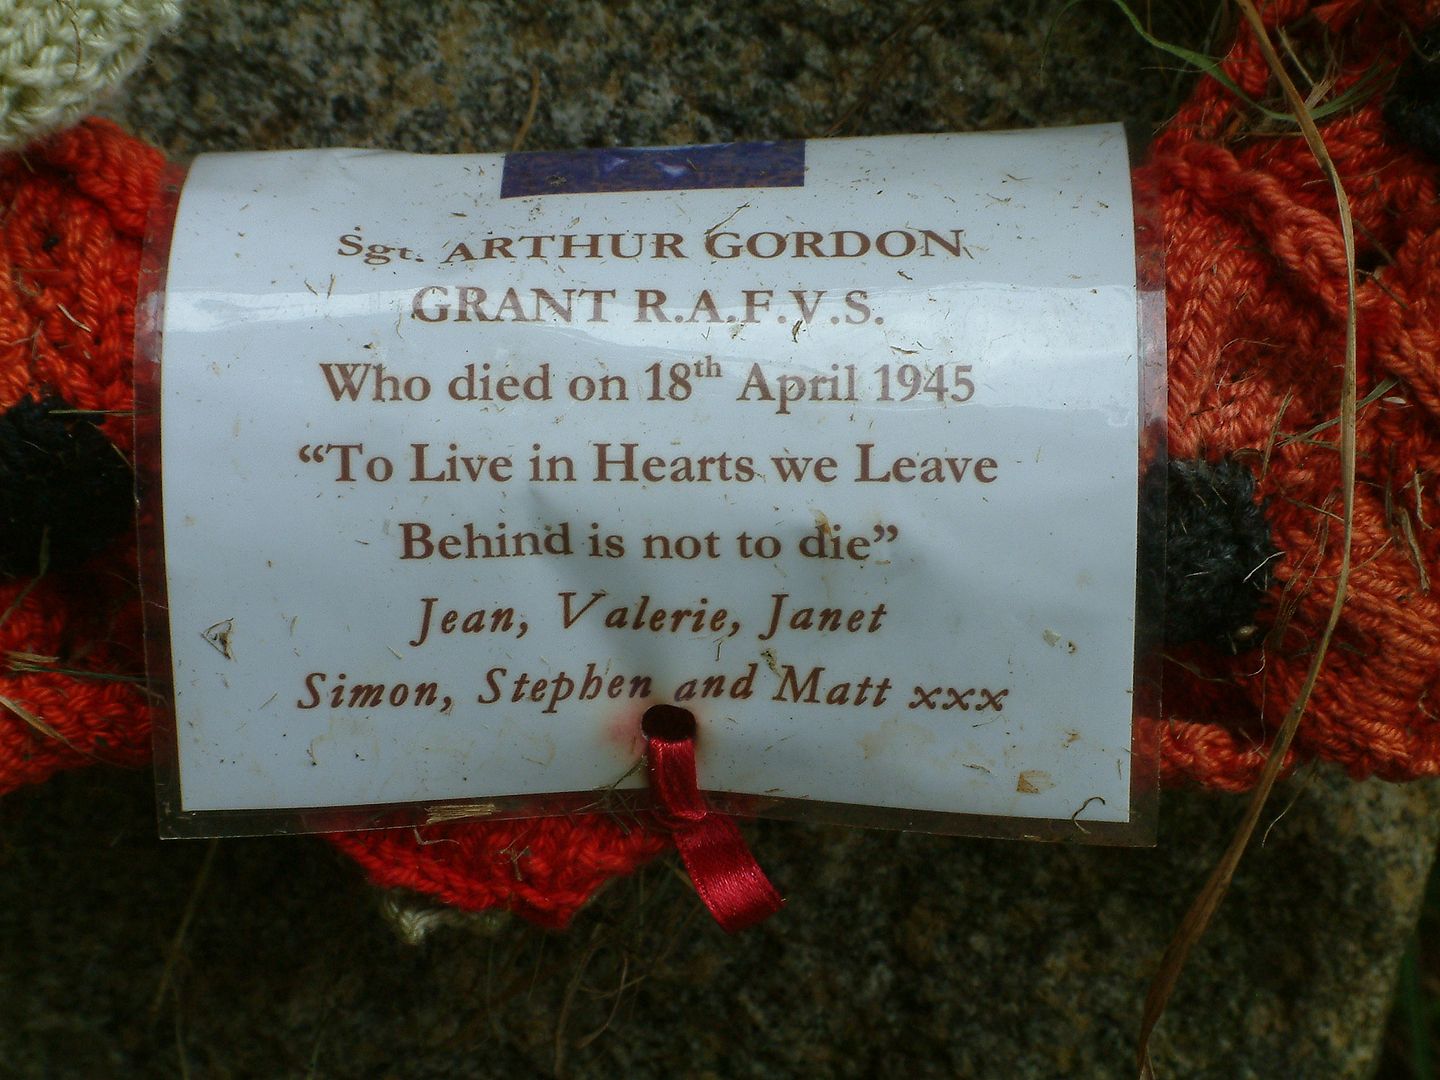 Sgt. ARTHUR GORDON
GRANT R.A.F.V.S.
Who died on 18th April 1945
“To Live in Hearts we Leave
Behind is not to die”
Jean, Valerie, Janet
Simon, Stephen and Matt xxx